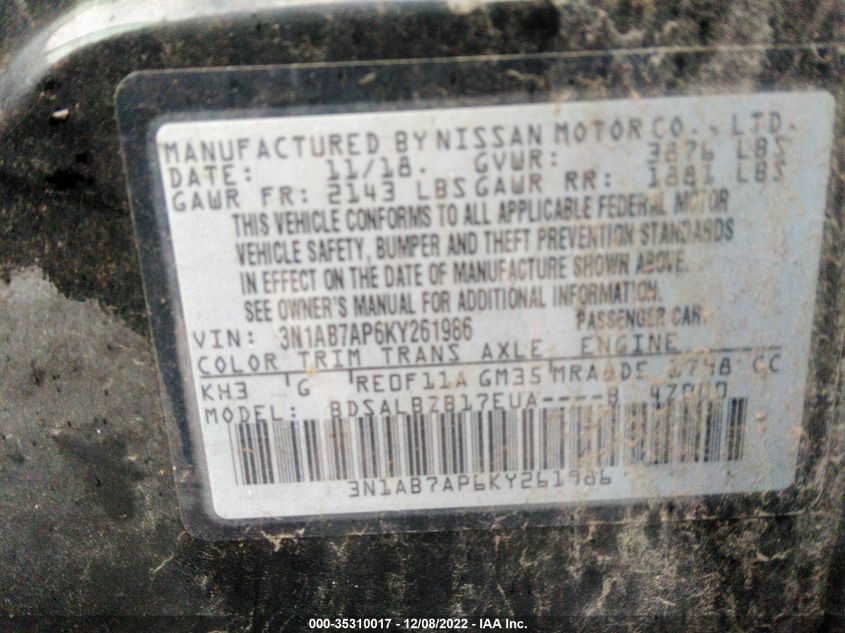 MANUFACTURED BY NISSAN MOTOR CO., LTD.
DATE: 11/18. GVWR: 3876 LBS
GAWR FR: 2143 LBS GAWR RR: 1881 LBS
THIS VEHICLE CONFORMS TO ALL APPLICABLE FEDERAL MOTOR
VEHICLE SAFETY, BUMPER AND THEFT PREVENTION STANDARDS
IN EFFECT ON THE DATE OF MANUFACTURE SHOWN ABOVE.
SEE OWNER'S MANUAL FOR ADDITIONAL INFORMATION.
VIN: 3N1AB7AP6KY261986 PASSENGER CAR.
COLOR TRIM TRANS AXLE ENGINE
KH3 G RE0F11A GM35 MRA8DE 1798 CC
MODEL: BDSALBZB17EUA----B
3N1AB7AP6KY261986
000-35310017 - 12/08/2022 - IAA Inc.